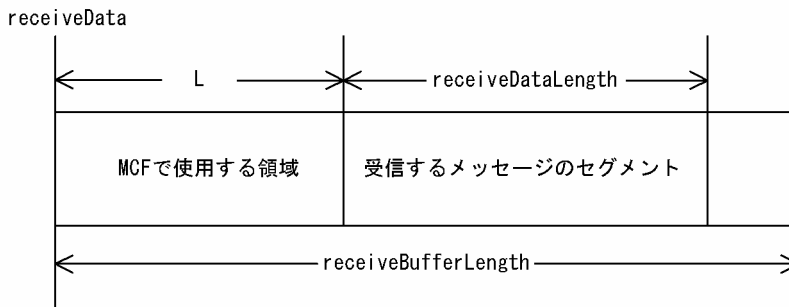 receiveData
L
receiveDataLength
MCFで使用する領域
受信するメッセージのセグメント
receiveBufferLength